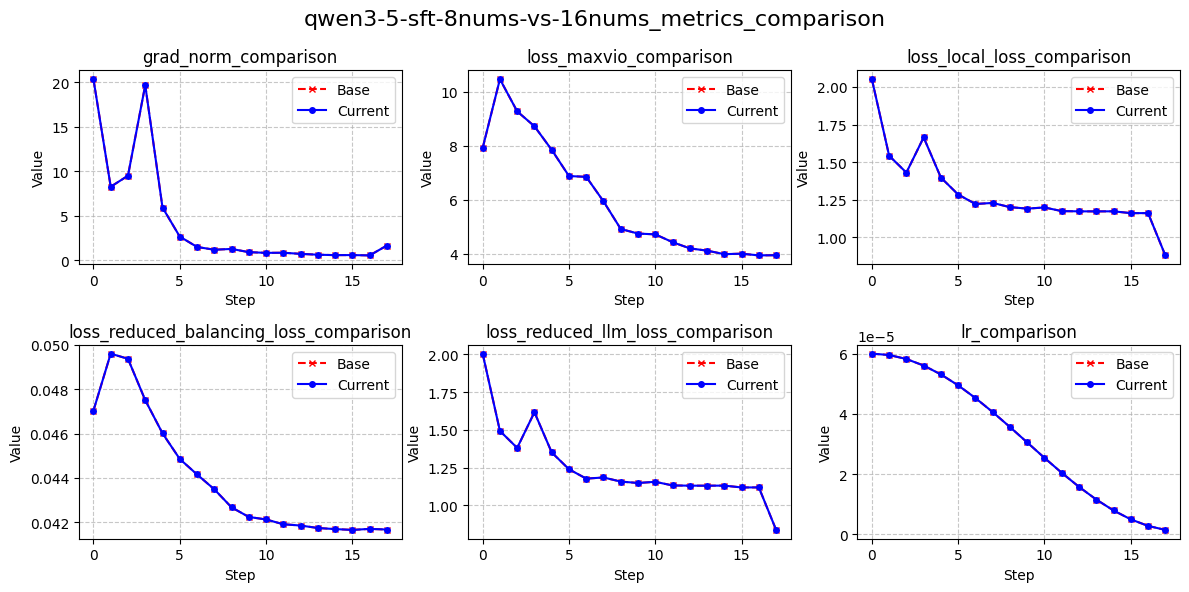 qwen3-5-sft-8nums-vs-16nums_metrics_comparison
grad_norm_comparison
20
15
10
5
0
Value
0 5 10 15
Step
Base
Current
loss_maxvio_comparison
10
8
6
4
Value
0 5 10 15
Step
Base
Current
loss_local_loss_comparison
2.00
1.75
1.50
1.25
1.00
Value
0 5 10 15
Step
Base
Current
loss_reduced_balancing_loss_comparison
0.050
0.048
0.046
0.044
0.042
Value
0 5 10 15
Step
Base
Current
loss_reduced_llm_loss_comparison
2.00
1.75
1.50
1.25
1.00
Value
0 5 10 15
Step
Base
Current
lr_comparison
1e−5
6
4
2
0
Value
0 5 10 15
Step
Base
Current